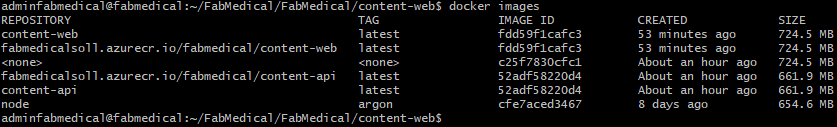 adminfabmedical@fabmedical:~/FabMedical/FabMedical/content-web$ docker images
REPOSITORY TAG IMAGE ID CREATED SIZE
content-web latest fdd59f1cafc3 53 minutes ago 724.5 MB
fabmedicalsoll.azurecr.io/fabmedical/content-web latest fdd59f1cafc3 53 minutes ago 724.5 MB
<none> <none> c25f7830cfc1 About an hour ago 724.5 MB
fabmedicalsoll.azurecr.io/fabmedical/content-api latest 52adf58220d4 About an hour ago 661.9 MB
content-api latest 52adf58220d4 About an hour ago 661.9 MB
node argon cfe7aced3467 8 days ago 654.6 MB
adminfabmedical@fabmedical:~/FabMedical/FabMedical/content-web$